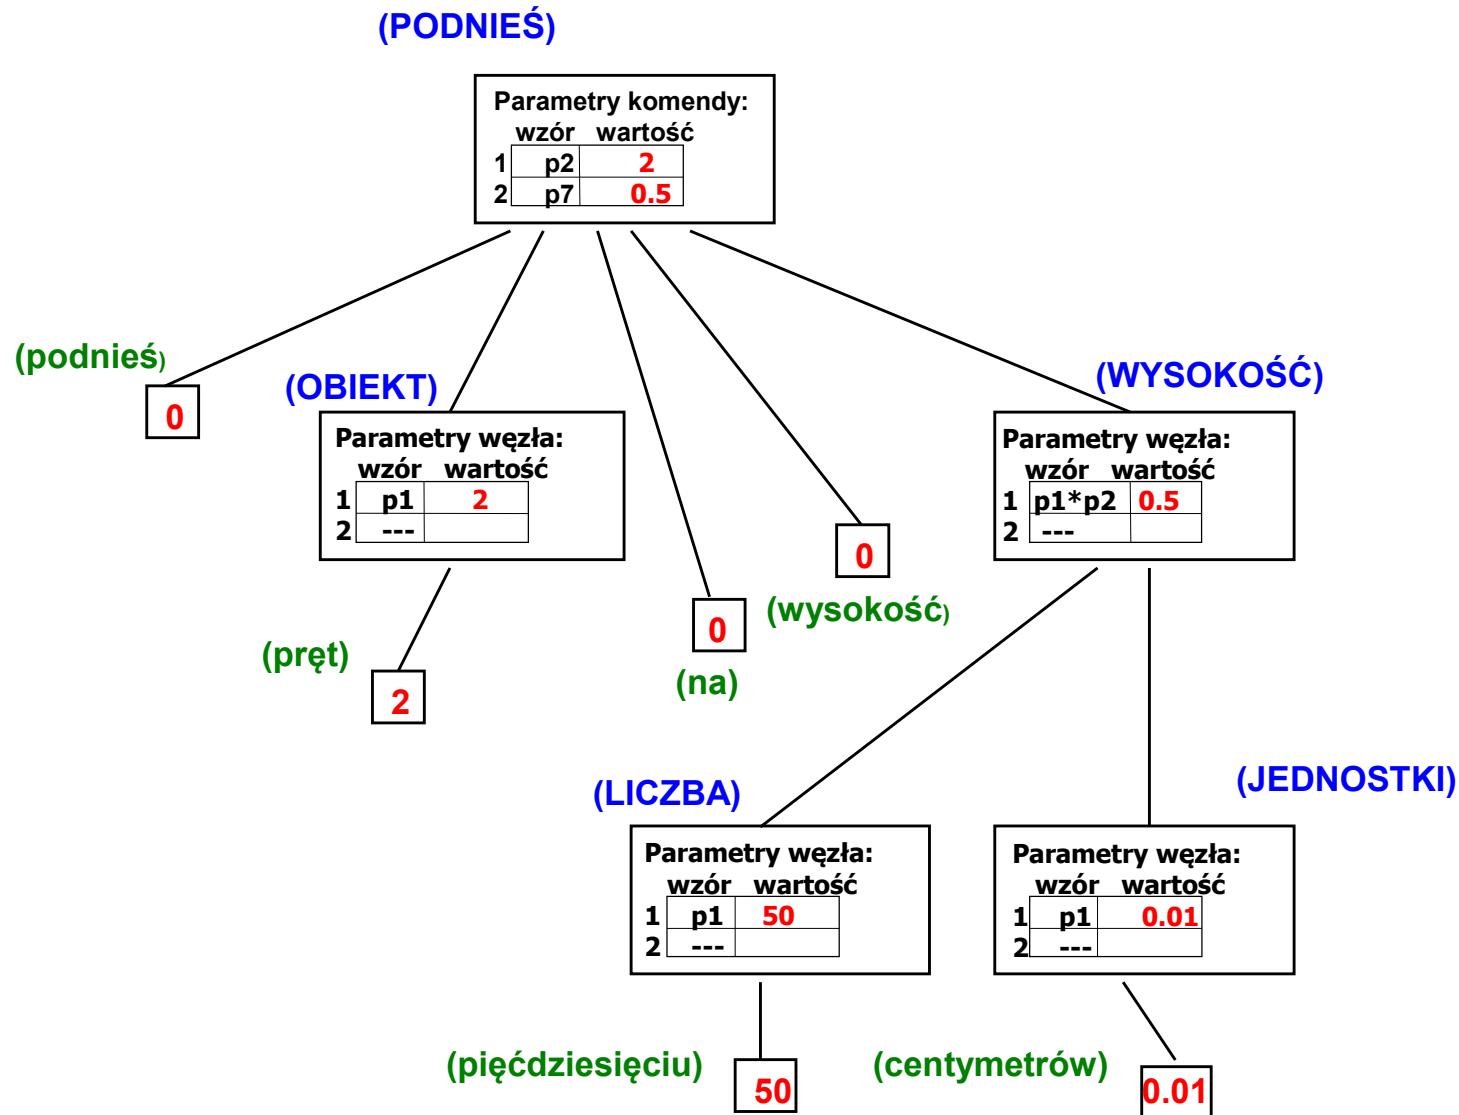 (PODNIEŚ)
Parametry komendy:
wzór wartość
1 p2 2
2 p7 0.5
(podnieś)
0
(OBIEKT)
Parametry węzła:
wzór wartość
1 p1 2
2 ---
(WYSOKOŚĆ)
Parametry węzła:
wzór wartość
1 p1*p2 0.5
2 ---
0
(wysokość)
0
(na)
(pręt)
2
(LICZBA)
Parametry węzła:
wzór wartość
1 p1 50
2 ---
(JEDNOSTKI)
Parametry węzła:
wzór wartość
1 p1 0.01
2 ---
(pięćdziesięciu)
50
(centymetrów)
0.01